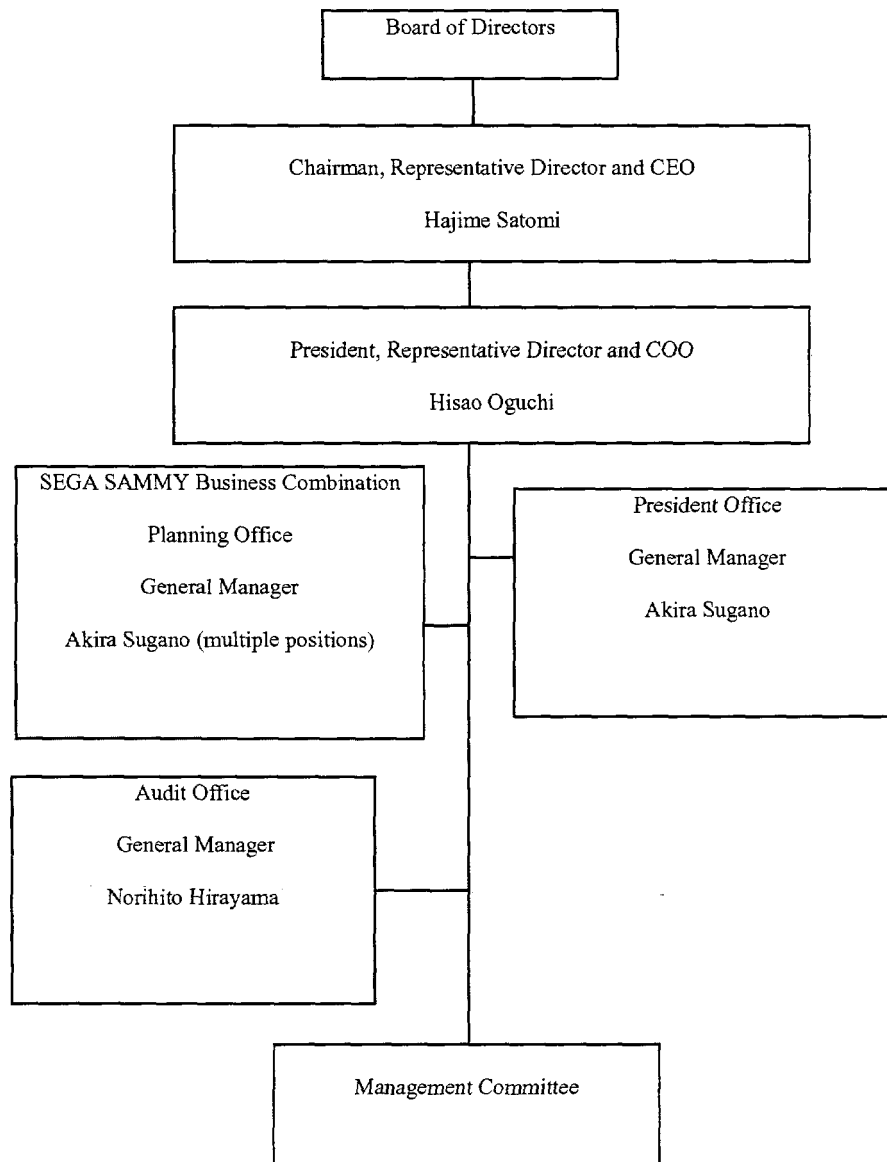 Board of Directors
Chairman, Representative Director and CEO
Hajime Satomi
President, Representative Director and COO
Hisao Oguchi
SEGA SAMMY Business Combination
Planning Office
General Manager
Akira Sugano (multiple positions)
President Office
General Manager
Akira Sugano
Audit Office
General Manager
Norihito Hirayama
Management Committee